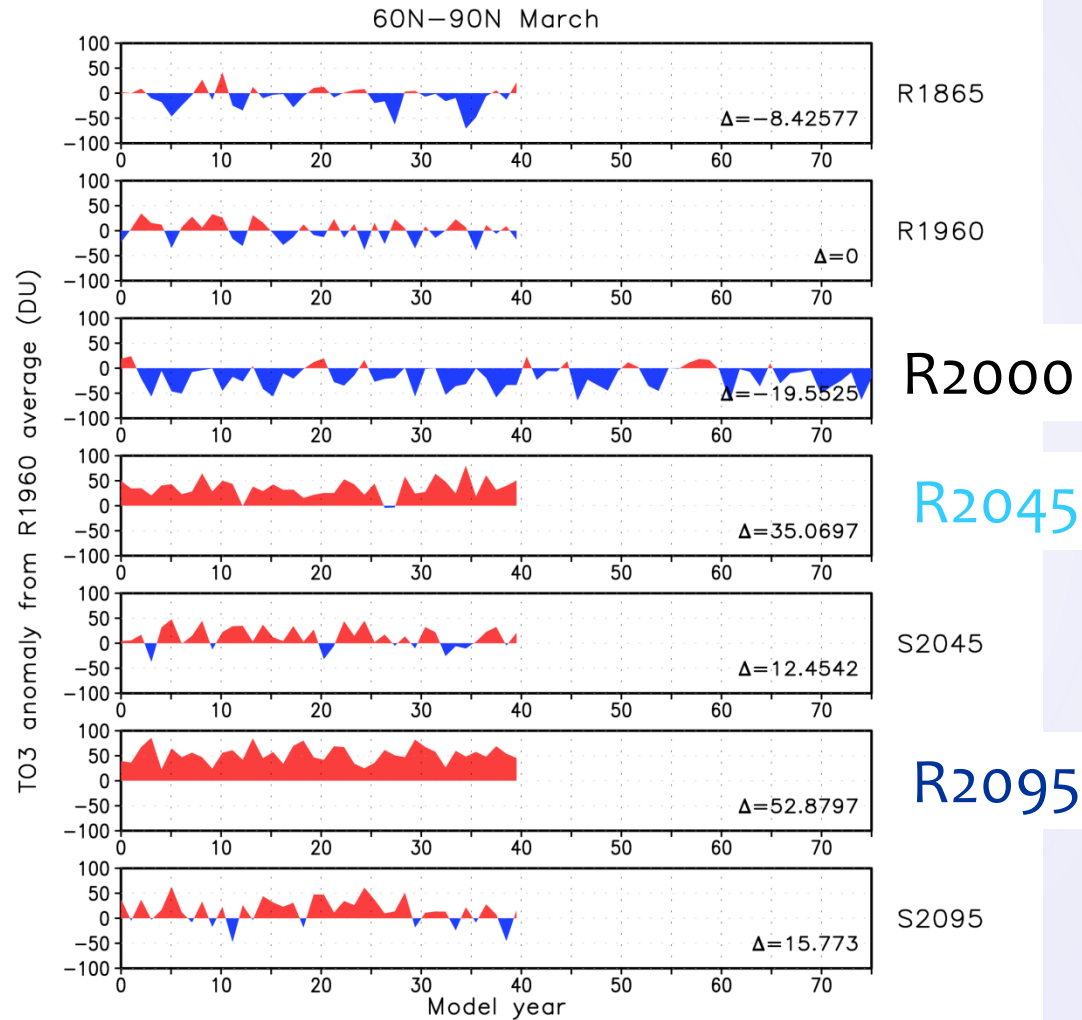 60N−90N March
TO3 anomaly from R1960 average (DU)
100
50
0
−50
−100
Δ=−8.42577
R1865
0 10 20 30 40 50 60 70
100
50
0
−50
−100
Δ=0
R1960
0 10 20 30 40 50 60 70
100
50
0
−50
−100
Δ=−19.5525
R2000
0 10 20 30 40 50 60 70
100
50
0
−50
−100
Δ=35.0697
R2045
0 10 20 30 40 50 60 70
100
50
0
−50
−100
Δ=12.4542
S2045
0 10 20 30 40 50 60 70
100
50
0
−50
−100
Δ=52.8797
R2095
0 10 20 30 40 50 60 70
100
50
0
−50
−100
Δ=15.773
S2095
0 10 20 30 40 50 60 70
Model year